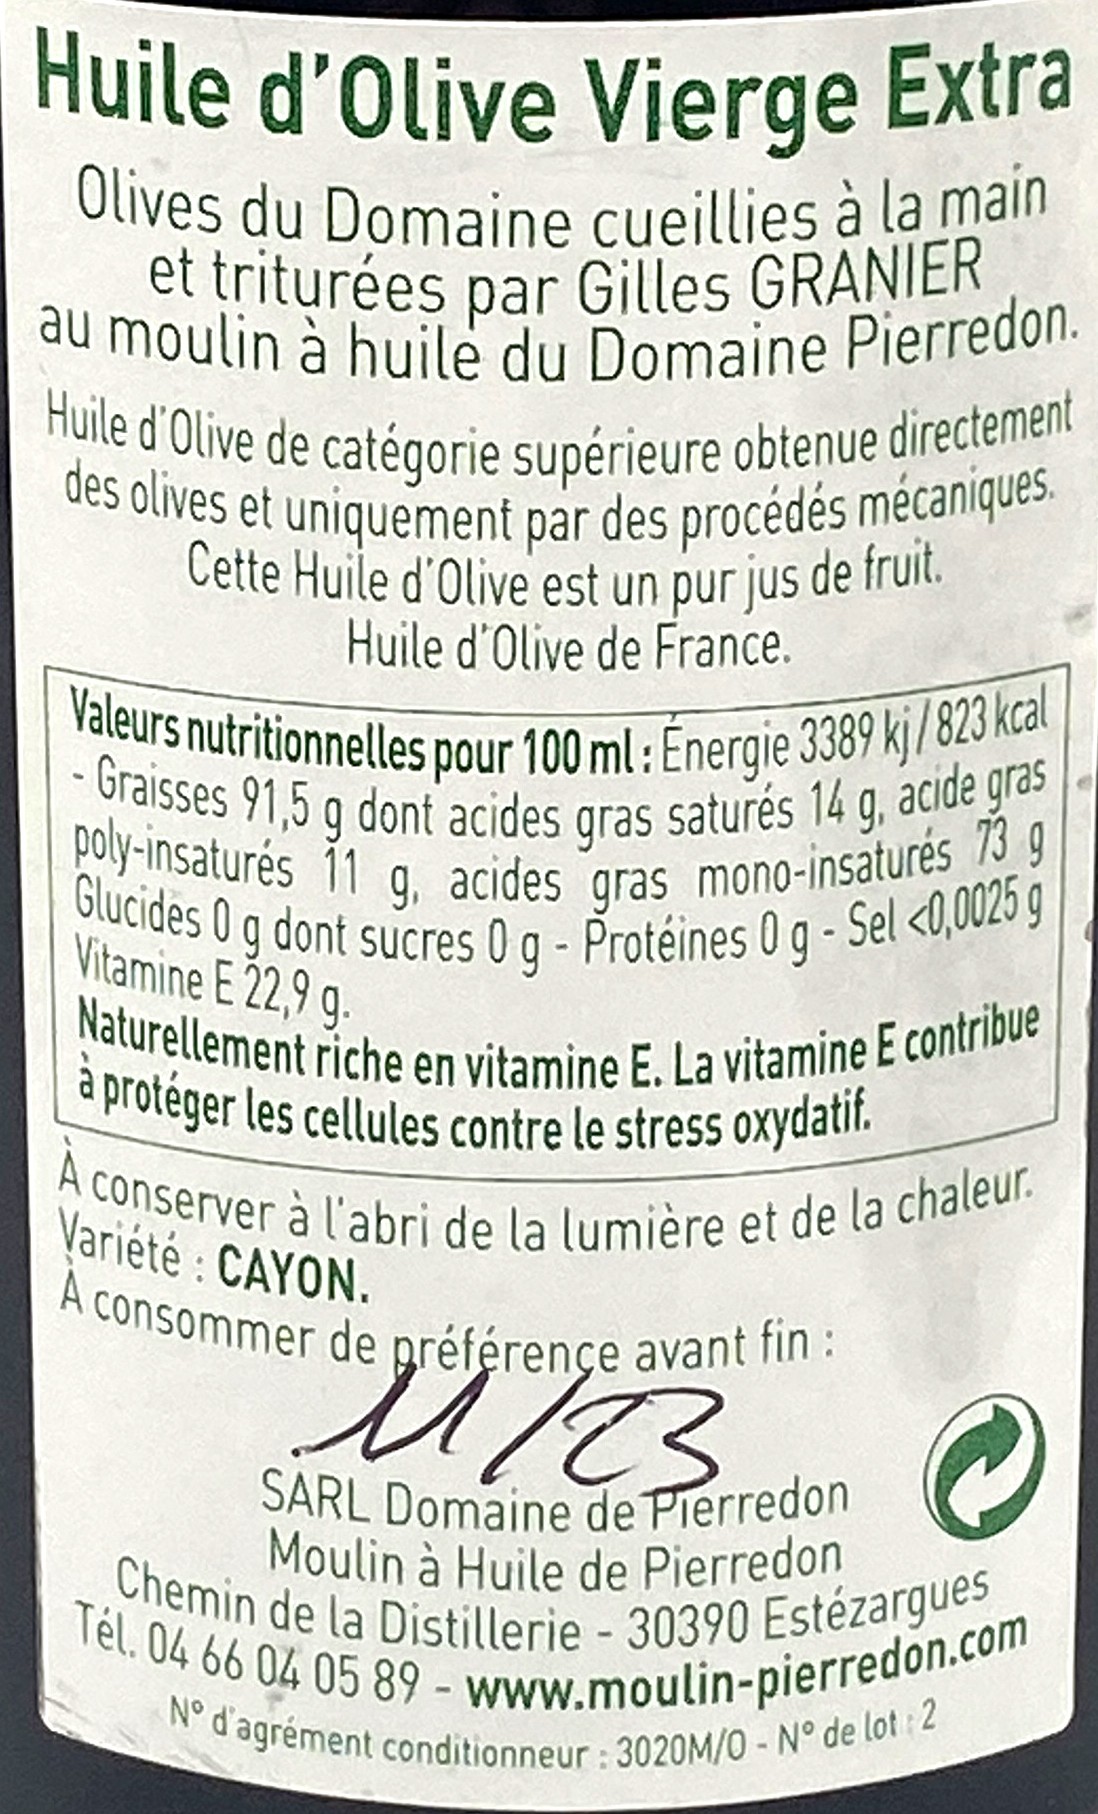 Huile d'Olive Vierge Extra
Olives du Domaine cueillies à la main
et triturées par Gilles GRANIER
au moulin à huile du Domaine Pierredon.
Huile d'Olive de catégorie supérieure obtenue directement
des olives et uniquement par des procédés mécaniques.
Cette Huile d'Olive est un pur jus de fruit.
Huile d'Olive de France.
Valeurs nutritionnelles pour 100 ml : Énergie 3389 kj / 823 kcal
- Graisses 91,5 g dont acides gras saturés 14 g, acide gras
poly-insaturés 11 g, acides gras mono-insaturés 73 g
Glucides 0 g dont sucres 0 g - Protéines 0 g - Sel <0,0025 g
Vitamine E 22,9 g.
Naturellement riche en vitamine E. La vitamine E contribue
à protéger les cellules contre le stress oxydatif.
À conserver à l'abri de la lumière et de la chaleur.
Variété : CAYON.
À consommer de préférence avant fin :
11/23
SARL Domaine de Pierredon
Moulin à Huile de Pierredon
Chemin de la Distillerie - 30390 Estézargues
Tél. 04 66 04 05 89 - www.moulin-pierredon.com
N° d'agrément conditionneur : 3020M/0 - N° de lot : 2